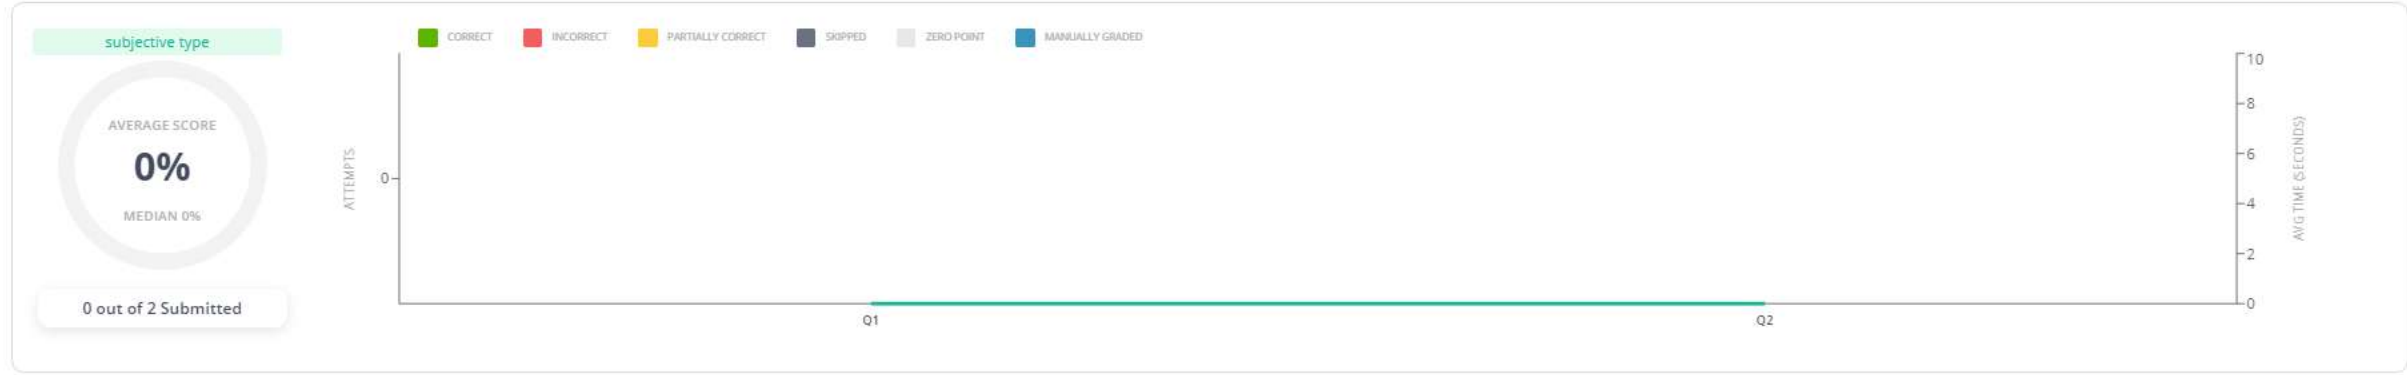 subjective type
AVERAGE SCORE
0%
MEDIAN 0%
0 out of 2 Submitted
CORRECT
INCORRECT
PARTIALLY CORRECT
SKIPPED
ZERO POINT
MANUALLY GRADED
ATTEMPTS
0
Q1
Q2
10
8
6
4
2
0
AVG TIME (SECONDS)